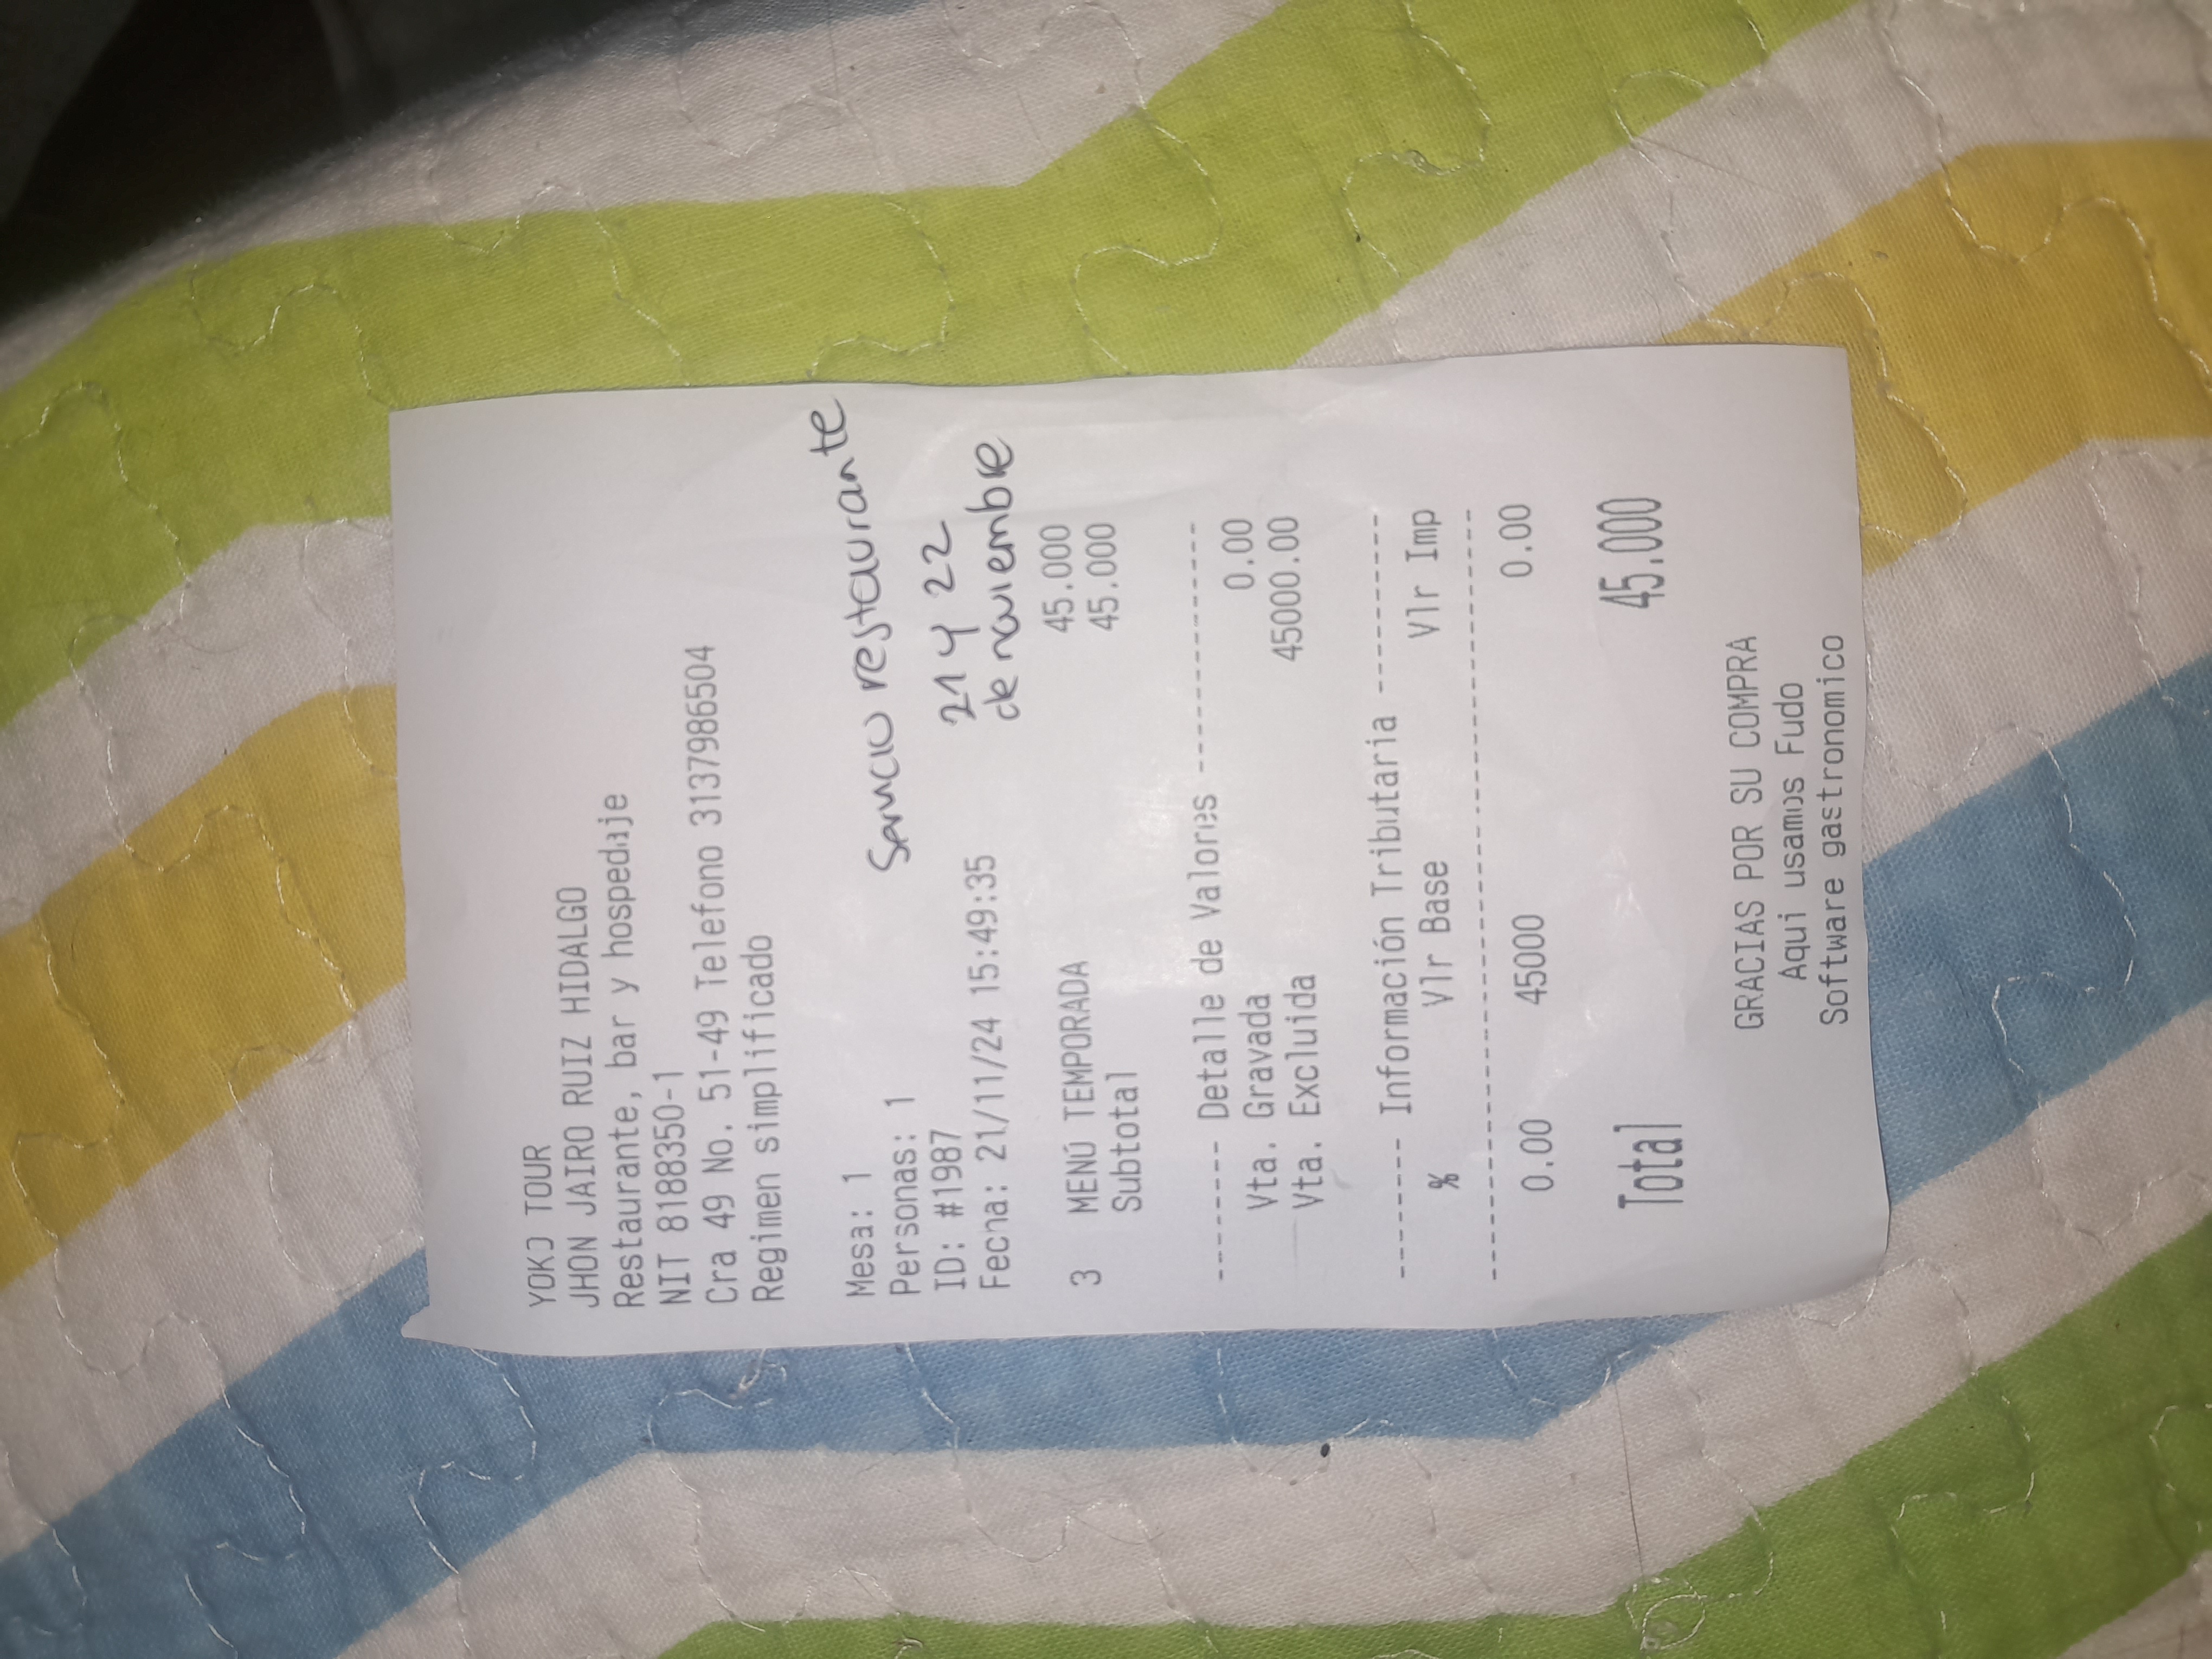 YOKO TOUR
JHON JAIRO RUIZ HIDALGO
Restaurante, bar y hospedaje
NIT 8188350-1
Cra 49 No. 51-49 Telefono 3137986504
Regimen simplificado
Servicio restaurante
Mesa: 1
Personas: 1
21 y 22
ID: #1987
de noviembre
Fecha: 21/11/24 15:49:35
3 MENÚ TEMPORADA 45.000
Subtotal 45.000
------- Detalle de Valores -------------
Vta. Gravada 0.00
Vta. Excluida 45000.00
------- Información Tributaria ---------
% Vlr Base Vlr Imp
----------------------------------------
0.00 45000 0.00
Total 45.000
GRACIAS POR SU COMPRA
Aqui usamos Fudo
Software gastronomico